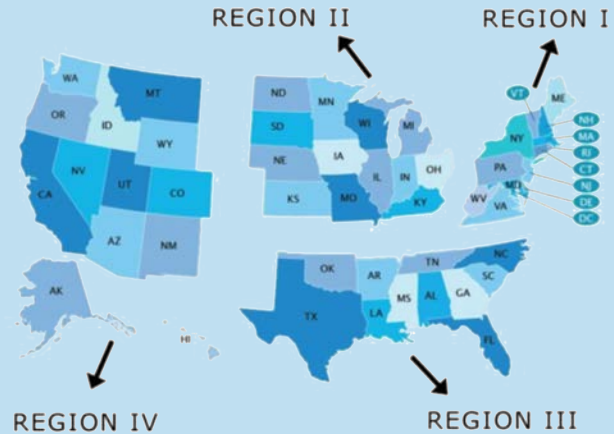 REGION II
REGION I
WA
MT
OR
ID
WY
NV
UT
CO
CA
AZ
NM
AK
HI
REGION IV
ND
MN
SD
WI
MI
NE
IA
IL
IN
OH
KS
MO
KY
VT
ME
NH
MA
NY
RI
CT
PA
NJ
MD
DE
WV
VA
DC
OK
AR
TN
NC
SC
MS
AL
GA
TX
LA
FL
REGION III